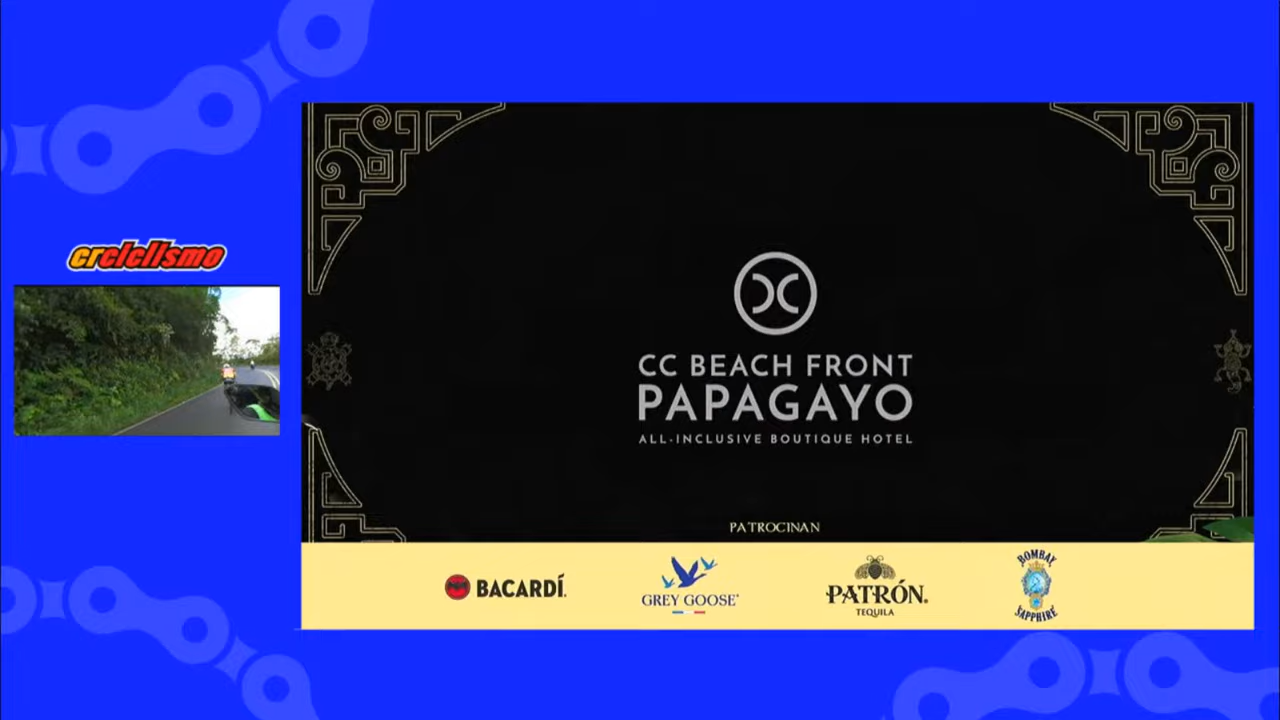 crciclismo
CC BEACH FRONT
PAPAGAYO
ALL-INCLUSIVE BOUTIQUE HOTEL
PATROCINAN
BACARDÍ.
GREY GOOSE®
PATRÓN®
TEQUILA
BOMBAY
SAPPHIRE